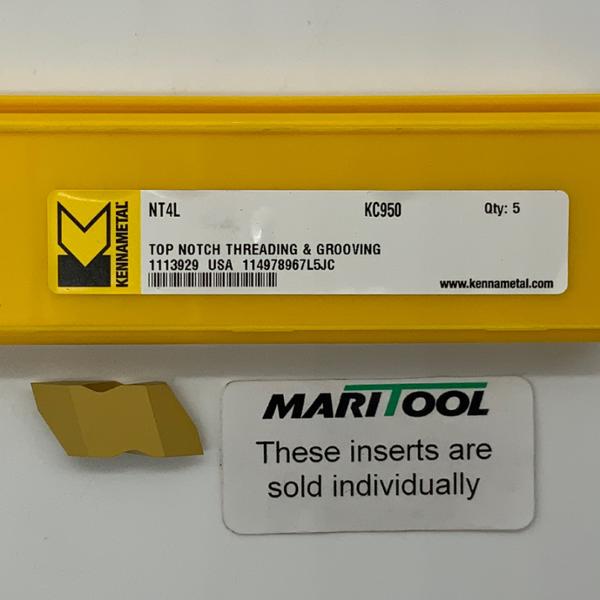 KENNAMETAL
NT4L KC950 Qty: 5
TOP NOTCH THREADING & GROOVING
1113929 USA 114978967L5JC
www.kennametal.com
MARITOOL
These inserts are
sold individually